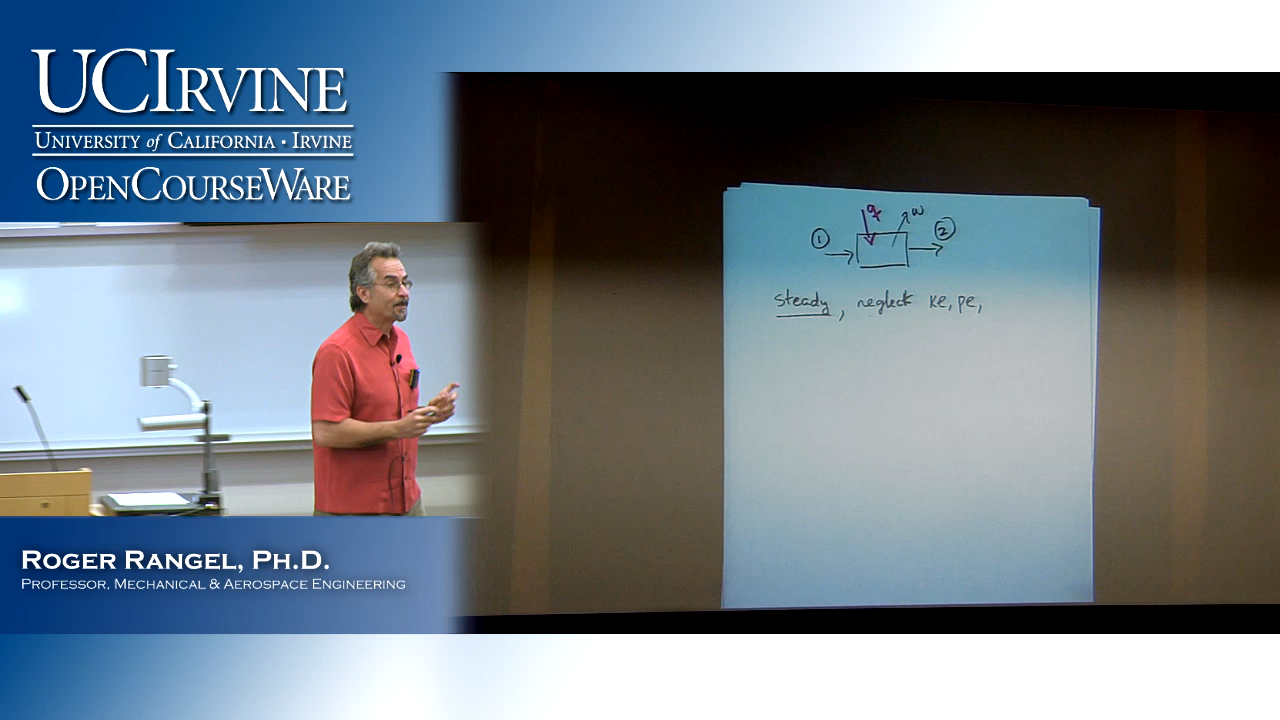 UCIRVINE
UNIVERSITY of CALIFORNIA · IRVINE
OPENCOURSEWARE
q w
① ②
steady, neglect ke, pe,
ROGER RANGEL, PH.D.
PROFESSOR, MECHANICAL & AEROSPACE ENGINEERING